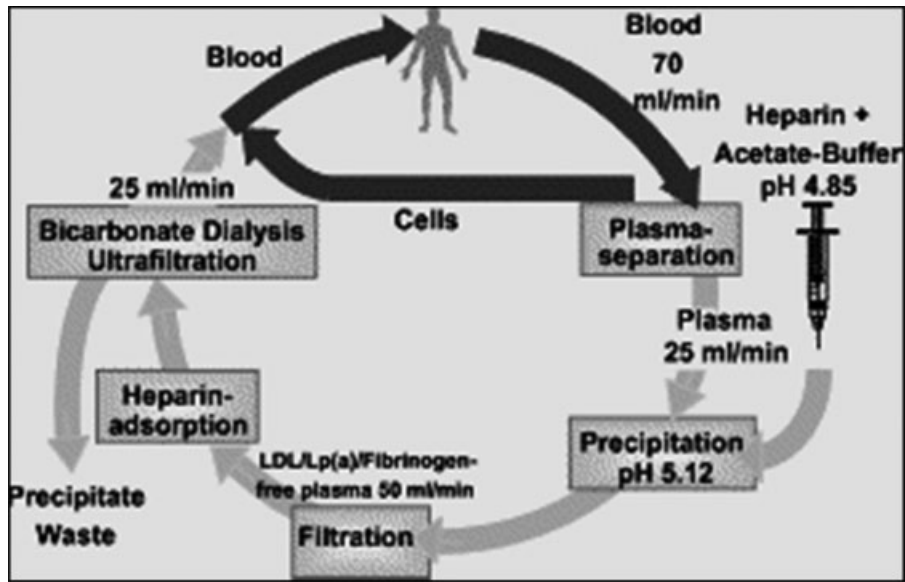 Blood
Blood
70
ml/min
Heparin +
Acetate-Buffer
pH 4.85
25 ml/min
Cells
Bicarbonate Dialysis
Ultrafiltration
Plasma-
separation
Plasma
25 ml/min
Heparin-
adsorption
Precipitation
pH 5.12
LDL/Lp(a)/Fibrinogen-
free plasma 50 ml/min
Precipitate
Waste
Filtration